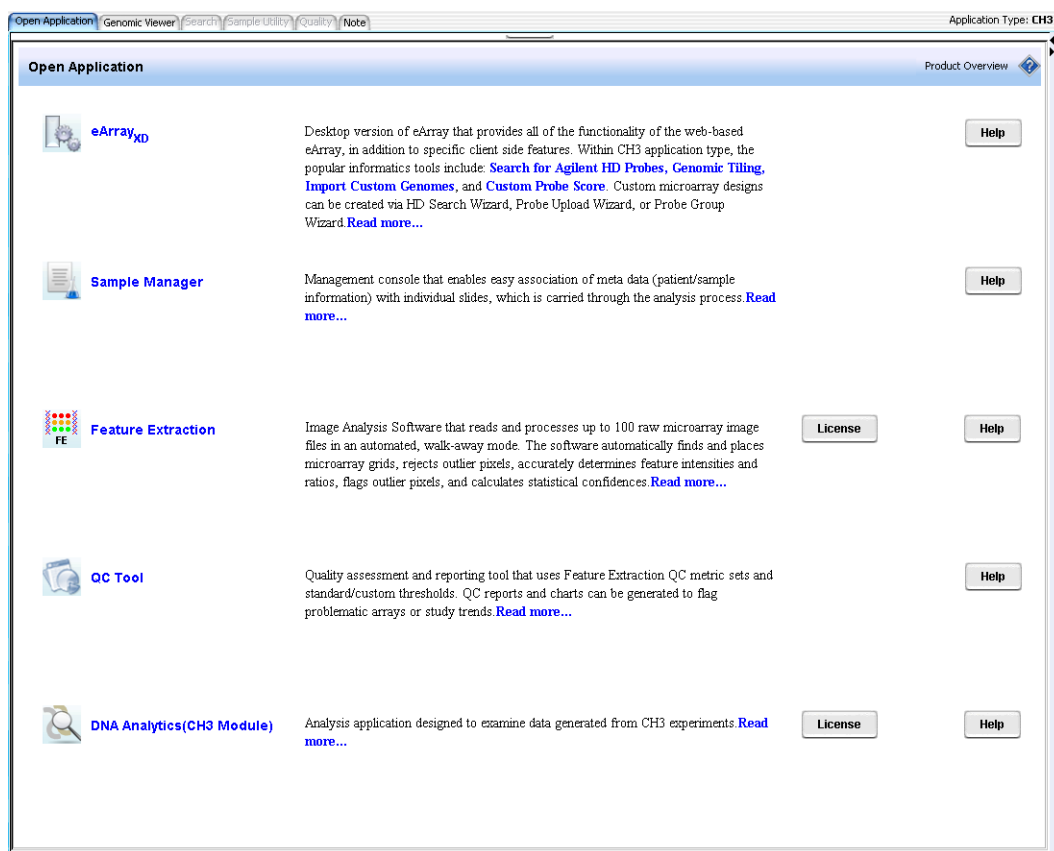 Open Application Genomic Viewer Search Sample Utility Quality Note Application Type: CH3
Open Application Product Overview ?
eArrayXD
Desktop version of eArray that provides all of the functionality of the web-based
eArray, in addition to specific client side features. Within CH3 application type, the
popular informatics tools include: Search for Agilent HD Probes, Genomic Tiling,
Import Custom Genomes, and Custom Probe Score. Custom microarray designs
can be created via HD Search Wizard, Probe Upload Wizard, or Probe Group
Wizard.Read more...
Help
Sample Manager
Management console that enables easy association of meta data (patient/sample
information) with individual slides, which is carried through the analysis process.Read
more...
Help
FE
Feature Extraction
Image Analysis Software that reads and processes up to 100 raw microarray image
files in an automated, walk-away mode. The software automatically finds and places
microarray grids, rejects outlier pixels, accurately determines feature intensities and
ratios, flags outlier pixels, and calculates statistical confidences.Read more...
License Help
QC Tool
Quality assessment and reporting tool that uses Feature Extraction QC metric sets and
standard/custom thresholds. QC reports and charts can be generated to flag
problematic arrays or study trends.Read more...
Help
DNA Analytics(CH3 Module)
Analysis application designed to examine data generated from CH3 experiments.Read
more...
License Help